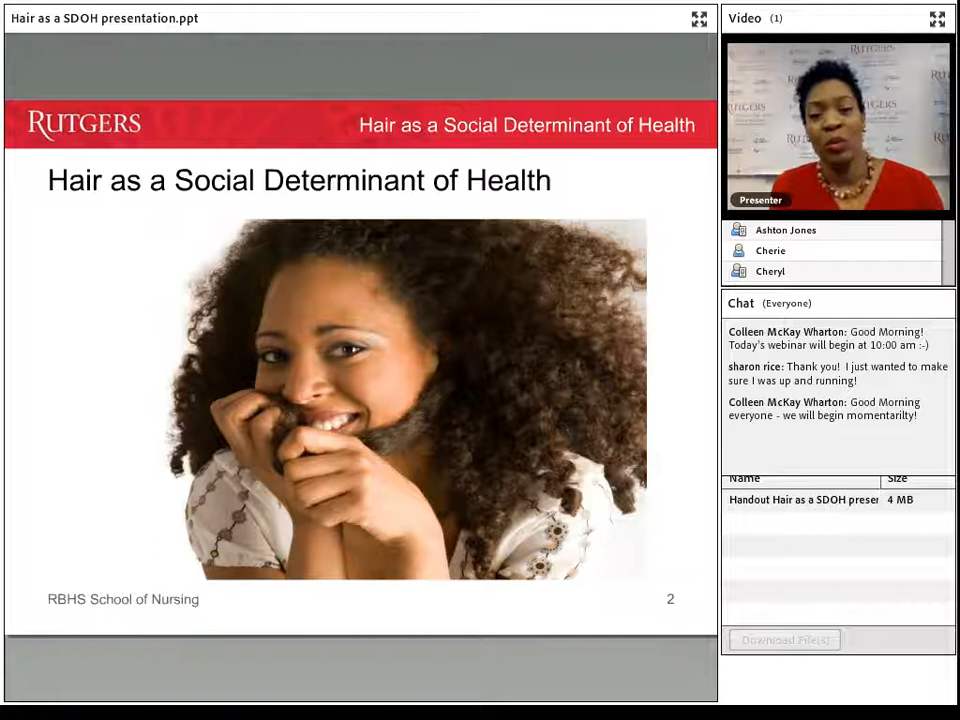 Hair as a SDOH presentation.ppt
RUTGERS
Hair as a Social Determinant of Health
Hair as a Social Determinant of Health
RBHS School of Nursing
2
Video (1)
RUTGERS
Presenter
Ashton Jones
Cherie
Cheryl
Chat (Everyone)
Colleen McKay Wharton: Good Morning!
Today's webinar will begin at 10:00 am :-)
sharon rice: Thank you! I just wanted to make
sure I was up and running!
Colleen McKay Wharton: Good Morning
everyone - we will begin momentarilty!
Name Size
Handout Hair as a SDOH preser 4 MB
Download File(s)